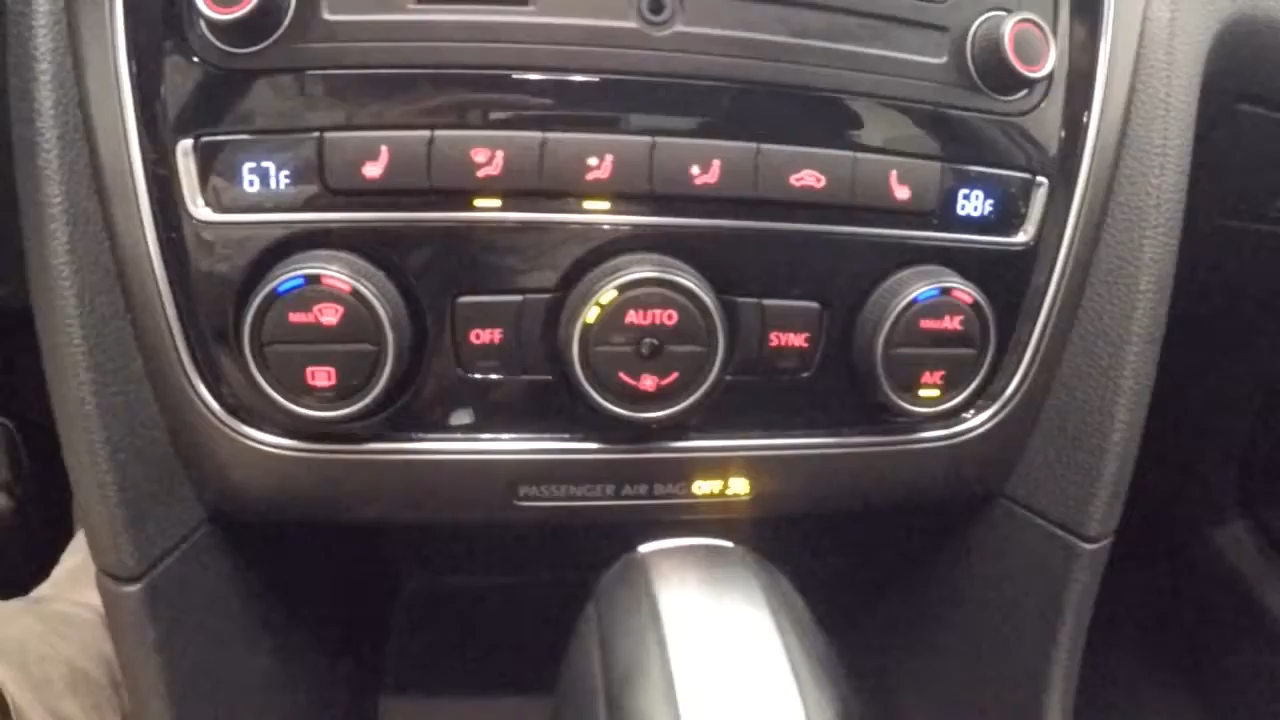 67F
68F
MAX
AUTO
MAX A/C
OFF
SYNC
A/C
PASSENGER AIR BAG OFF